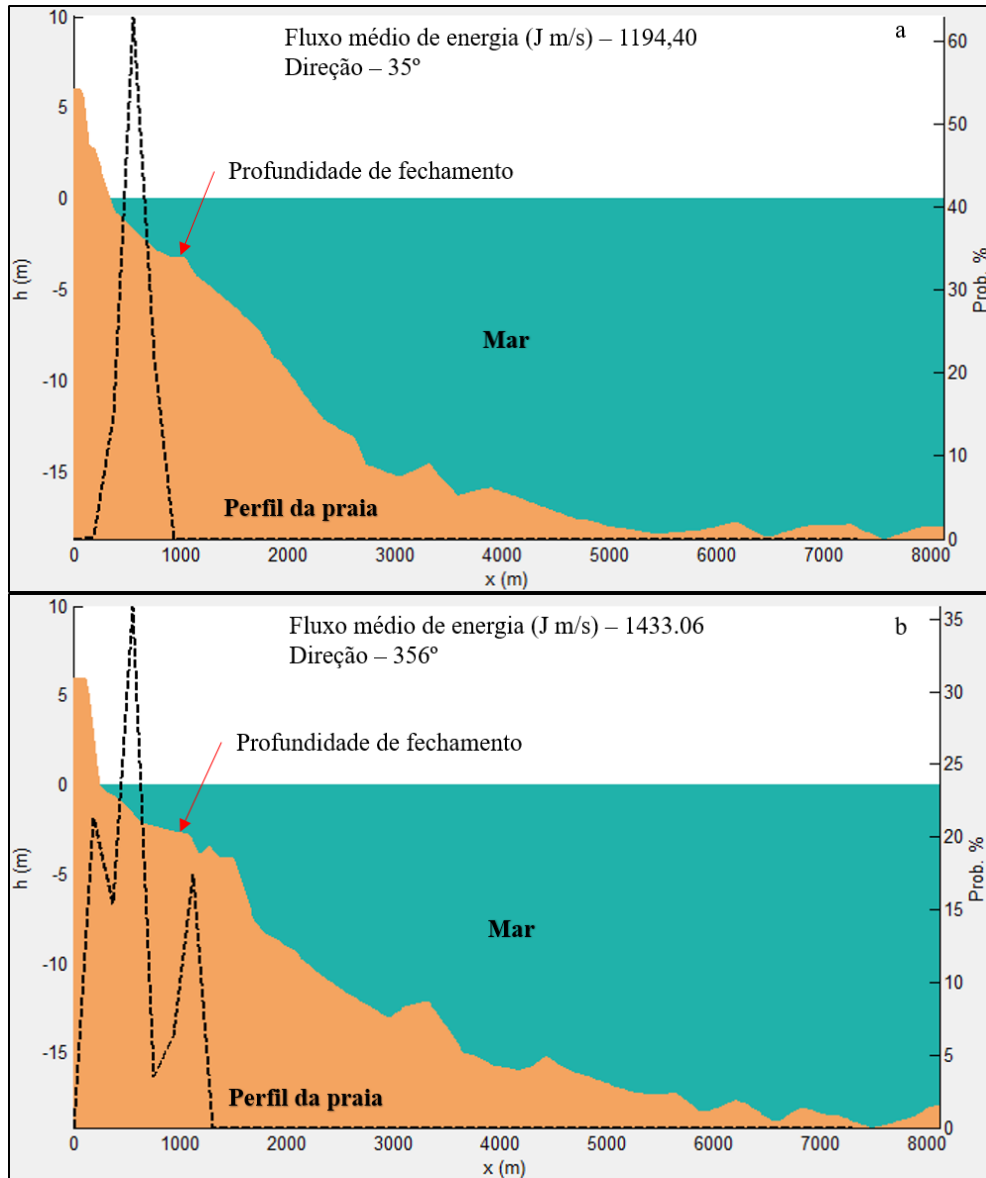 Fluxo médio de energia (J m/s) – 1194,40
a
Direção – 35º
Profundidade de fechamento
Mar
Perfil da praia
h (m)
10
5
0
-5
-10
-15
0
1000
2000
3000
4000
5000
6000
7000
8000
x (m)
60
50
40
30
20
10
0
Prob. %
Fluxo médio de energia (J m/s) – 1433.06
b
Direção – 356º
Profundidade de fechamento
Mar
Perfil da praia
h (m)
10
5
0
-5
-10
-15
0
1000
2000
3000
4000
5000
6000
7000
8000
x (m)
35
30
25
20
15
10
5
0
Prob. %